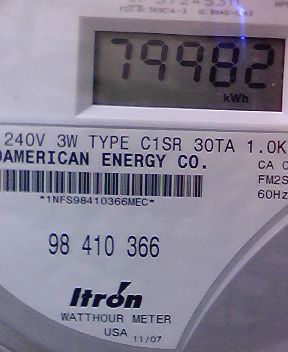 79982
kWh
240V 3W TYPE C1SR 30TA 1.0K
DAMERICAN ENERGY CO.
CA
FM2S
60Hz
*1NFS98410366MEC*
98 410 366
Itron
WATTHOUR METER
USA 11/07